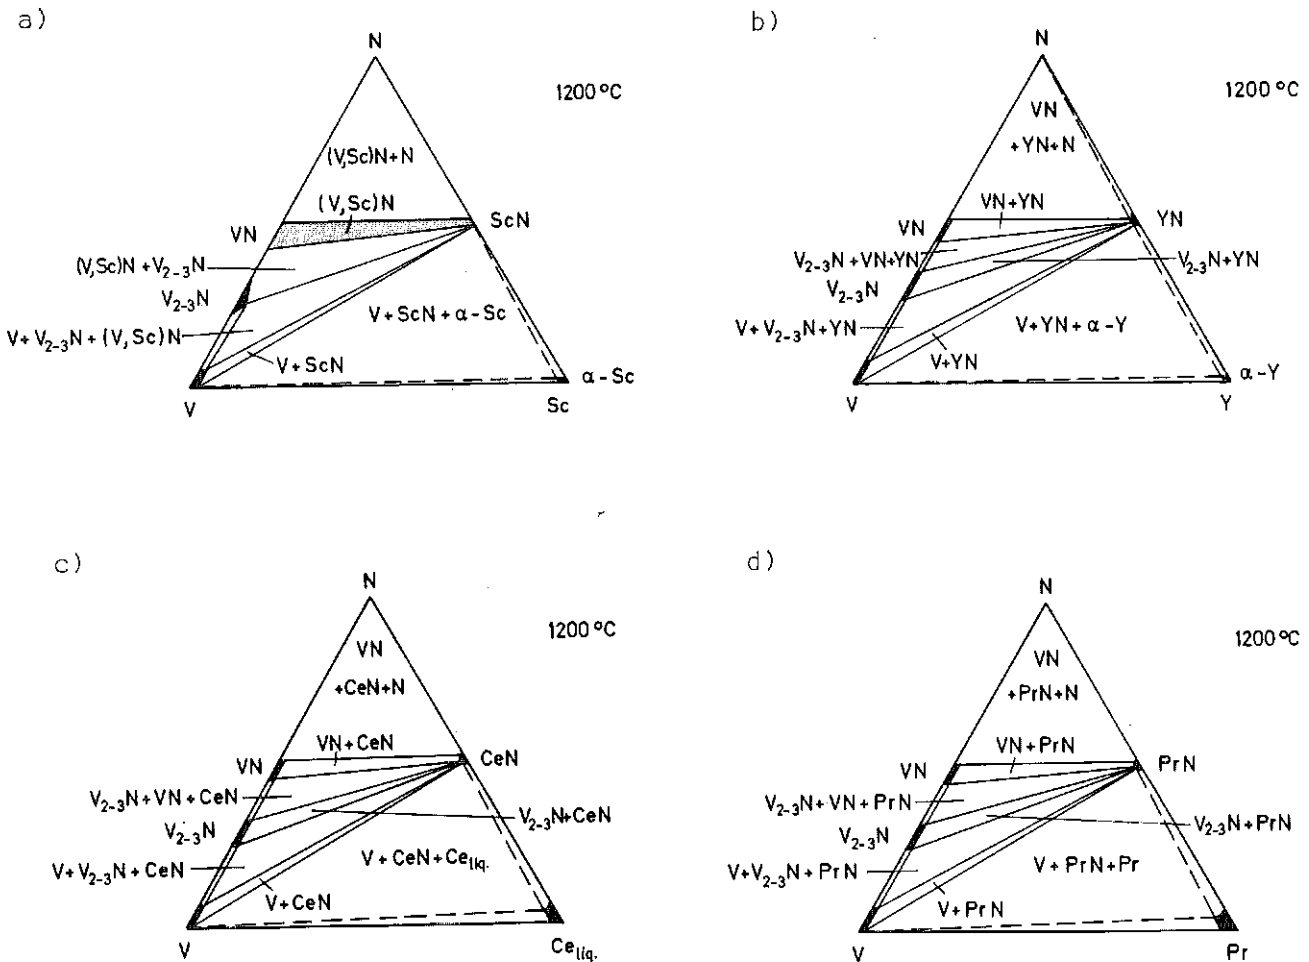 a)
N
1200 °C
(V,Sc)N+N
(V,Sc)N
ScN
VN
(V,Sc)N+V₂₋₃N
V₂₋₃N
V+V₂₋₃N+(V,Sc)N
V+ScN+α-Sc
V+ScN
α-Sc
V
Sc
b)
N
1200 °C
VN
+YN+N
VN+YN
YN
VN
V₂₋₃N+VN+YN
V₂₋₃N+YN
V₂₋₃N
V+V₂₋₃N+YN
V+YN+α-Y
V+YN
α-Y
V
Y
c)
N
1200 °C
VN
+CeN+N
VN+CeN
CeN
VN
V₂₋₃N+VN+CeN
V₂₋₃N+CeN
V₂₋₃N
V+V₂₋₃N+CeN
V+CeN+Ce liq.
V+CeN
V
Ce liq.
d)
N
1200 °C
VN
+PrN+N
VN+PrN
PrN
VN
V₂₋₃N+VN+PrN
V₂₋₃N+PrN
V₂₋₃N
V+V₂₋₃N+PrN
V+PrN+Pr
V+PrN
V
Pr